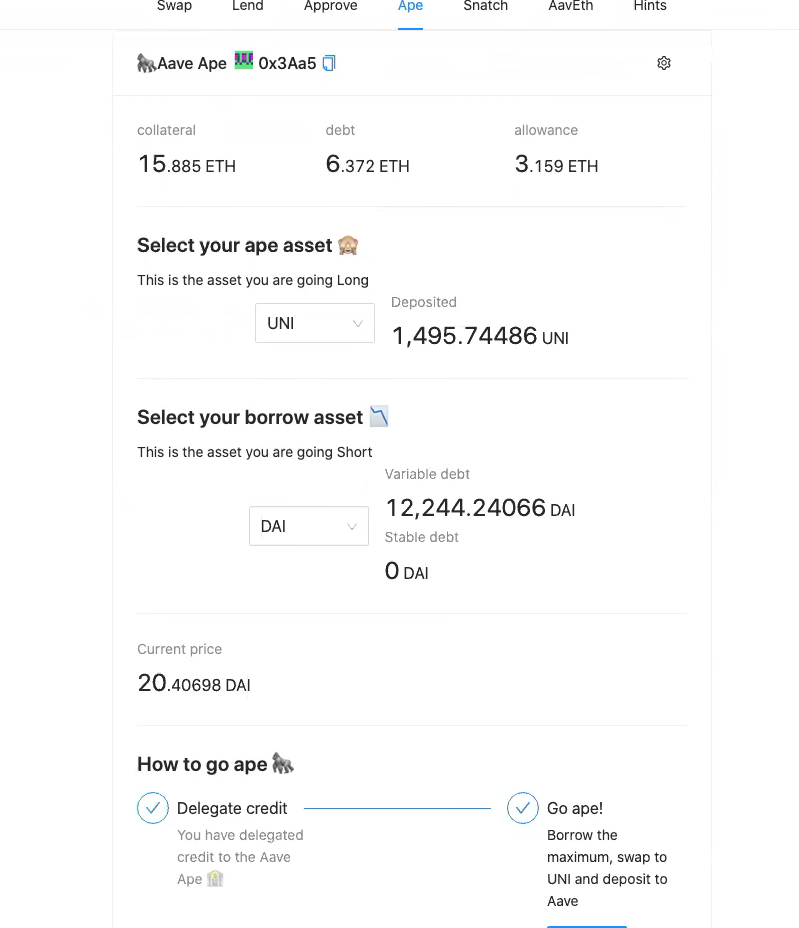 Swap Lend Approve Ape Snatch AavEth Hints
Aave Ape 0x3Aa5
collateral debt allowance
15.885 ETH 6.372 ETH 3.159 ETH
Select your ape asset
This is the asset you are going Long
UNI
Deposited
1,495.74486 UNI
Select your borrow asset
This is the asset you are going Short
DAI
Variable debt
12,244.24066 DAI
Stable debt
0 DAI
Current price
20.40698 DAI
How to go ape
Delegate credit
You have delegated
credit to the Aave
Ape
Go ape!
Borrow the
maximum, swap to
UNI and deposit to
Aave